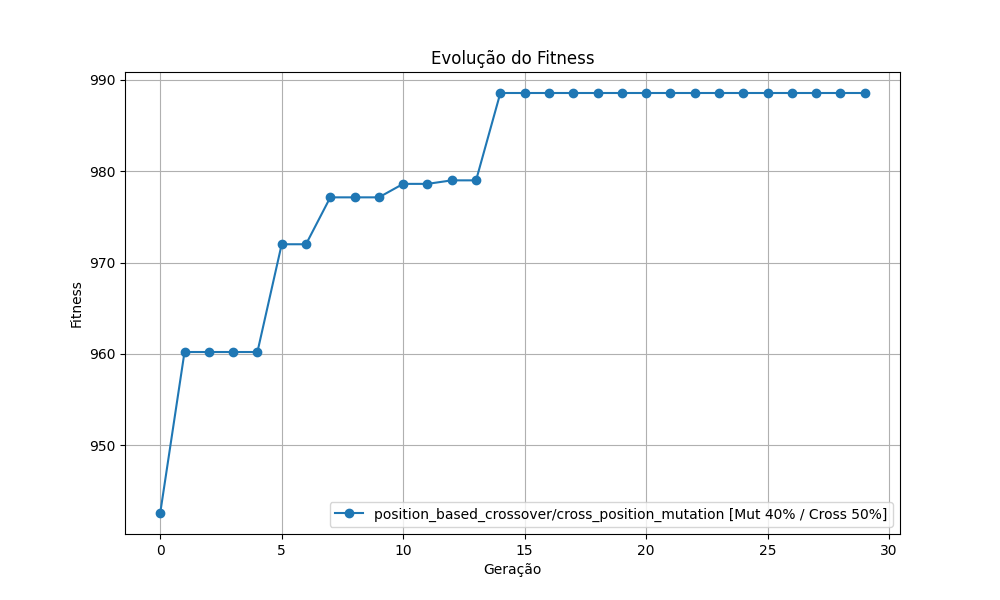 Evolução do Fitness
990
980
970
960
950
Fitness
position_based_crossover/cross_position_mutation [Mut 40% / Cross 50%]
0 5 10 15 20 25 30
Geração